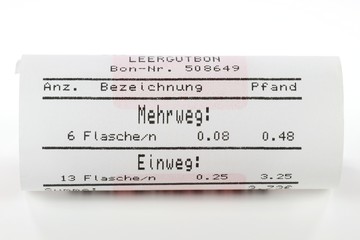 LEERGUTBON
Bon-Nr. 508649
Anz. Bezeichnung Pfand
Mehrweg:
6 Flasche/n 0.08 0.48
Einweg:
13 Flasche/n 0.25 3.25